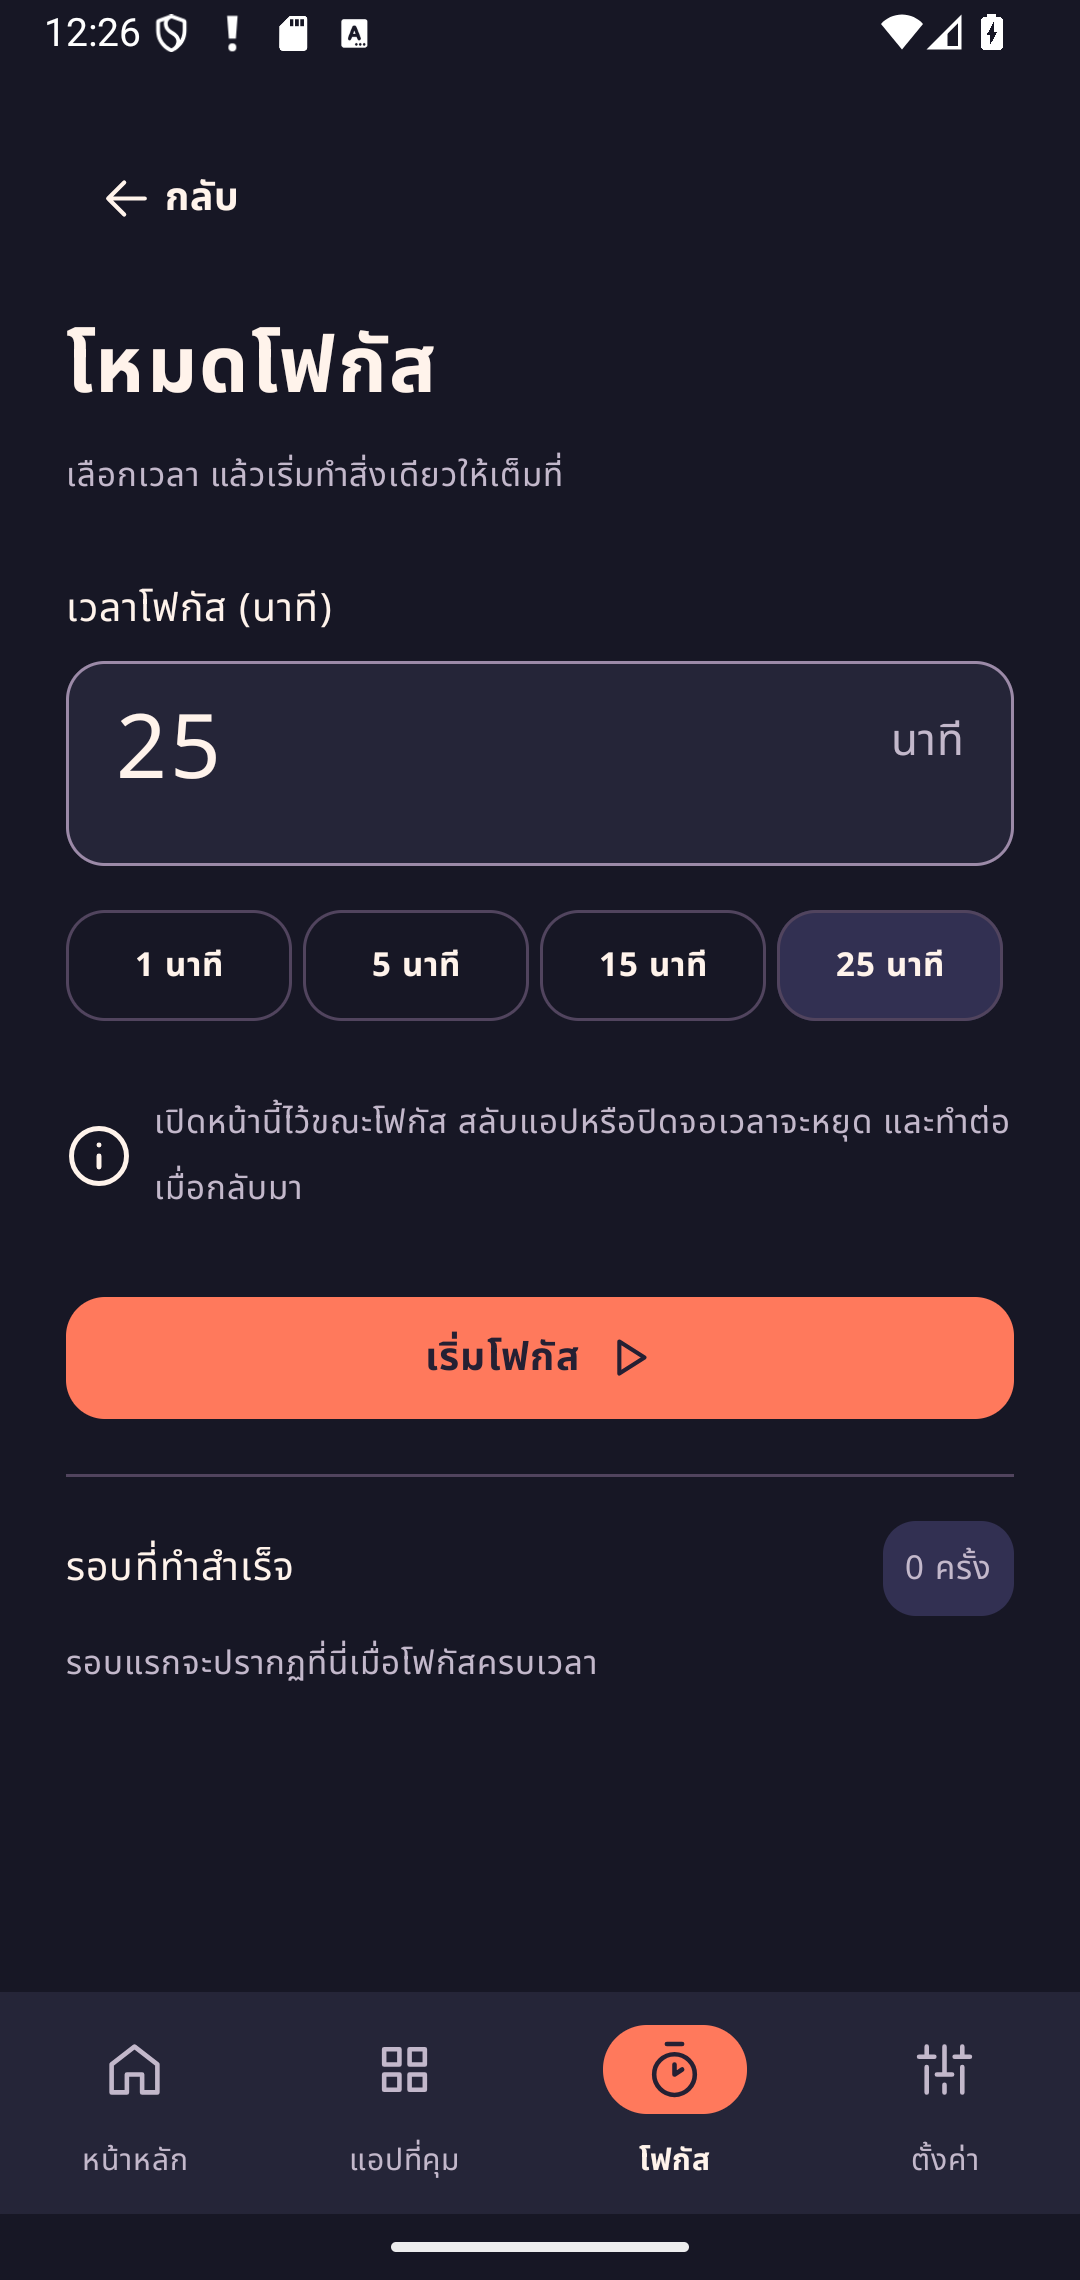 12:26
กลับ
โหมดโฟกัส
เลือกเวลา แล้วเริ่มทำสิ่งเดียวให้เต็มที่
เวลาโฟกัส (นาที)
25 นาที
1 นาที 5 นาที 15 นาที 25 นาที
เปิดหน้านี้ไว้ขณะโฟกัส สลับแอปหรือปิดจอเวลาจะหยุด และทำต่อ
เมื่อกลับมา
เริ่มโฟกัส
รอบที่ทำสำเร็จ 0 ครั้ง
รอบแรกจะปรากฏที่นี่เมื่อโฟกัสครบเวลา
หน้าหลัก แอปที่คุม โฟกัส ตั้งค่า